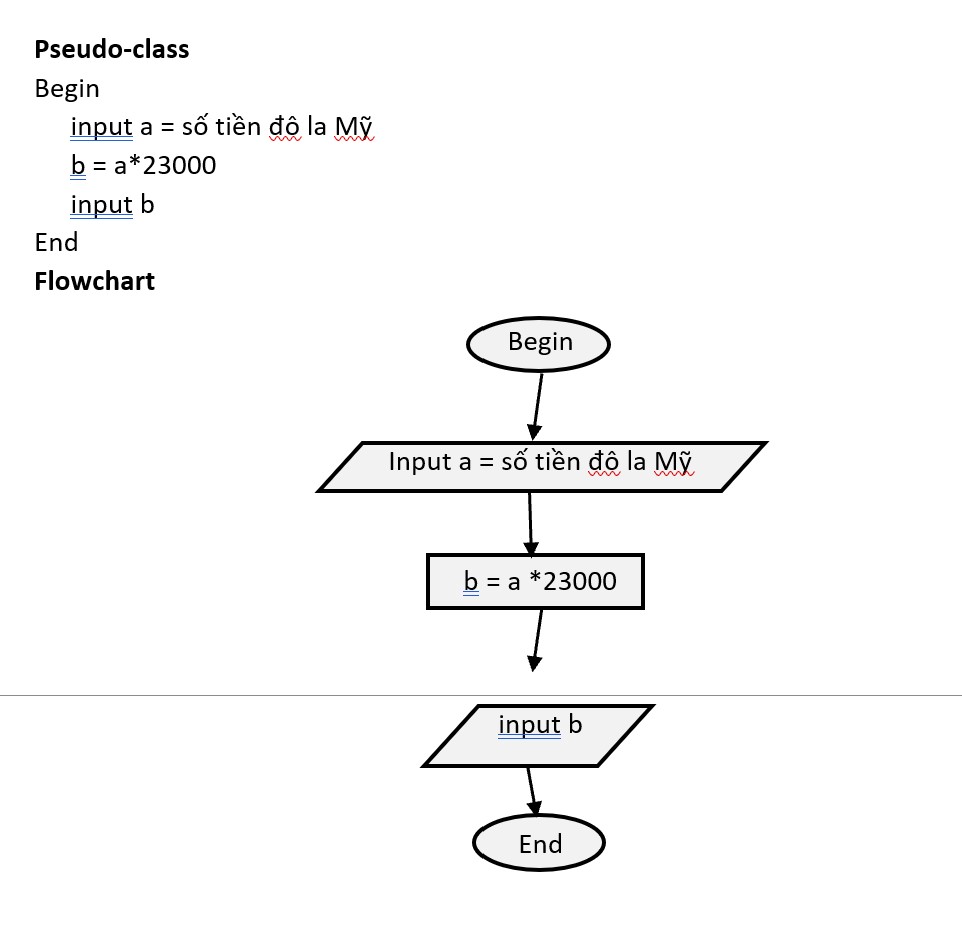 Pseudo-class
Begin
input a = số tiền đô la Mỹ
b = a*23000
input b
End
Flowchart
Begin
Input a = số tiền đô la Mỹ
b = a *23000
input b
End